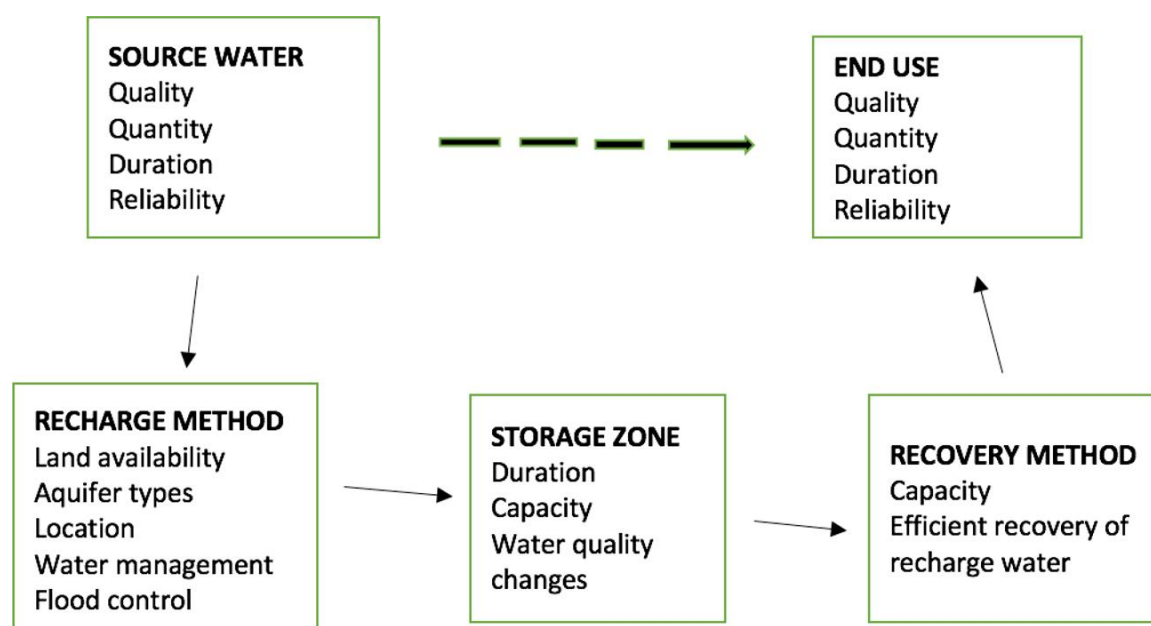 SOURCE WATER
Quality
Quantity
Duration
Reliability
END USE
Quality
Quantity
Duration
Reliability
RECHARGE METHOD
Land availability
Aquifer types
Location
Water management
Flood control
STORAGE ZONE
Duration
Capacity
Water quality
changes
RECOVERY METHOD
Capacity
Efficient recovery of
recharge water